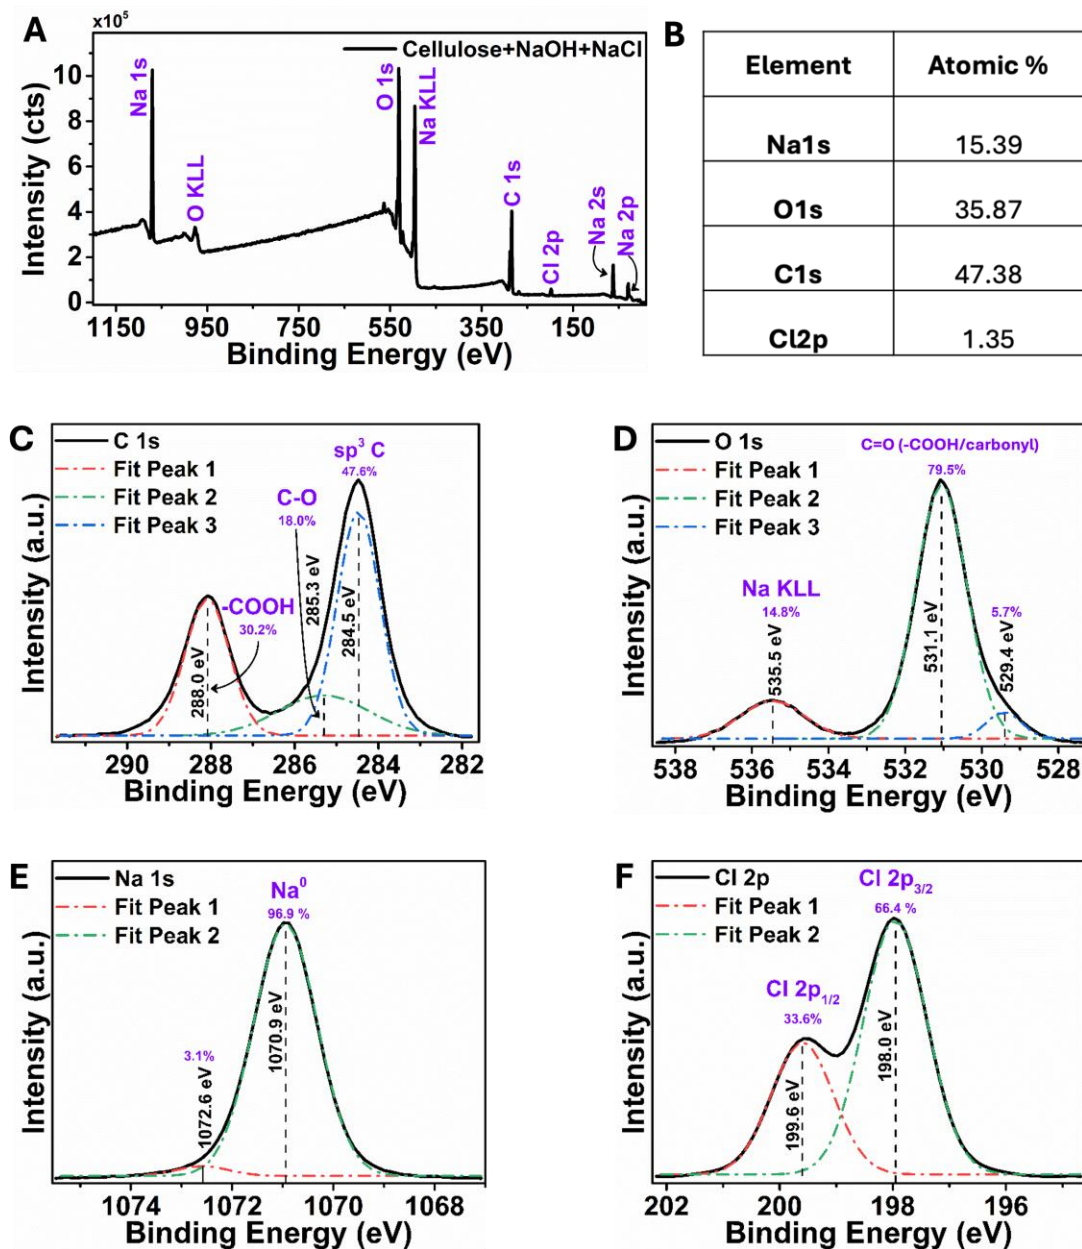 A
x10⁵
Cellulose+NaOH+NaCl
Na 1s
O KLL
O 1s
Na KLL
C 1s
Cl 2p
Na 2s
Na 2p
10
8
6
4
2
0
Intensity (cts)
1150 950 750 550 350 150
Binding Energy (eV)
B
Element Atomic %
Na1s 15.39
O1s 35.87
C1s 47.38
Cl2p 1.35
C
C 1s
Fit Peak 1
Fit Peak 2
Fit Peak 3
sp³ C
47.6%
C-O
18.0%
-COOH
30.2%
288.0 eV
285.3 eV
284.5 eV
Intensity (a.u.)
290 288 286 284 282
Binding Energy (eV)
D
O 1s
Fit Peak 1
Fit Peak 2
Fit Peak 3
C=O (-COOH/carbonyl)
79.5%
Na KLL
14.8%
5.7%
535.5 eV
531.1 eV
529.4 eV
Intensity (a.u.)
538 536 534 532 530 528
Binding Energy (eV)
E
Na 1s
Fit Peak 1
Fit Peak 2
Na⁰
96.9 %
3.1%
1072.6 eV
1070.9 eV
Intensity (a.u.)
1074 1072 1070 1068
Binding Energy (eV)
F
Cl 2p
Fit Peak 1
Fit Peak 2
Cl 2p₃/₂
66.4 %
Cl 2p₁/₂
33.6%
199.6 eV
198.0 eV
Intensity (a.u.)
202 200 198 196
Binding Energy (eV)